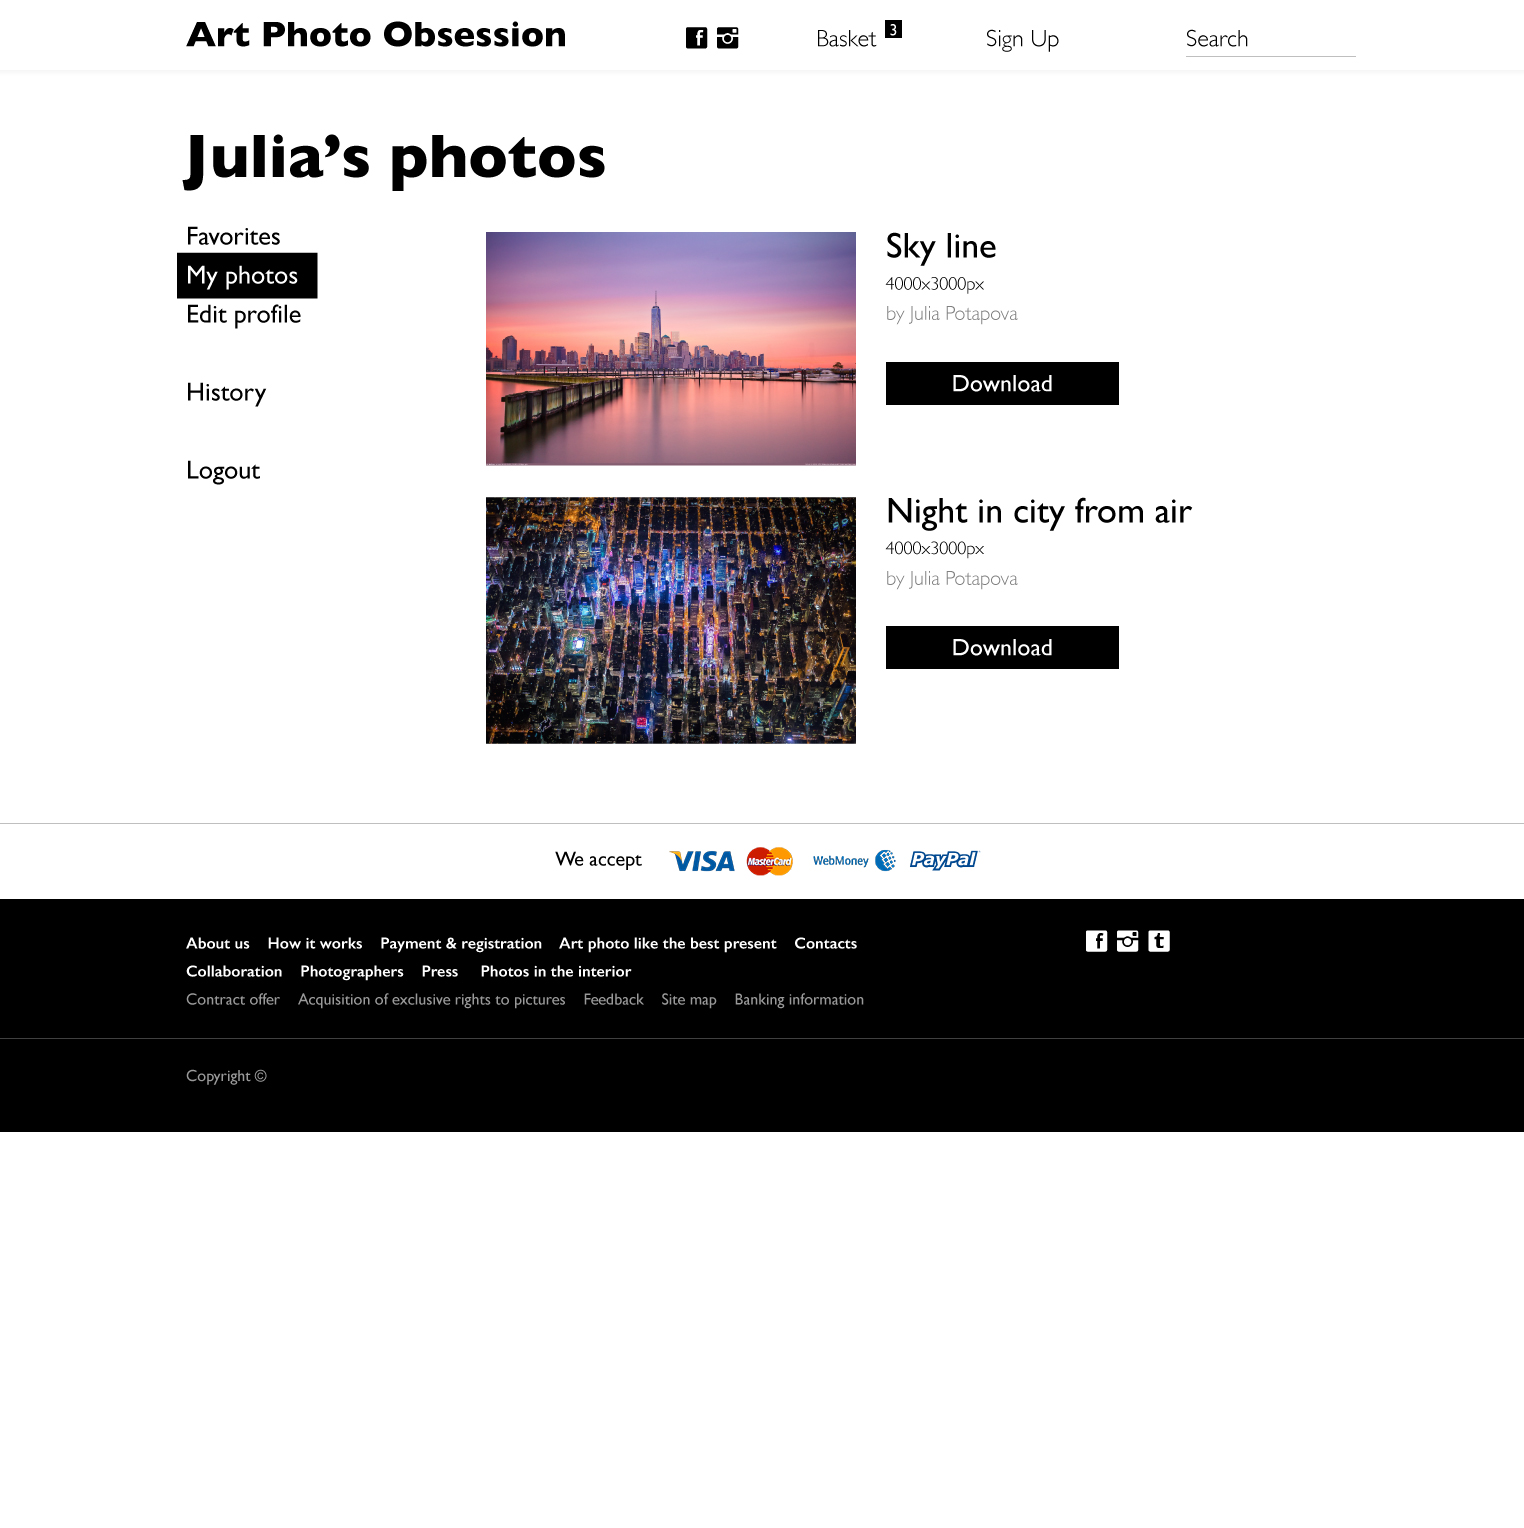 Art Photo Obsession
Basket 3
Sign Up
Search
Julia’s photos
Favorites
My photos
Edit profile
History
Logout
Sky line
4000x3000px
by Julia Potapova
Download
Night in city from air
4000x3000px
by Julia Potapova
Download
We accept VISA MasterCard WebMoney PayPal
About us How it works Payment & registration Art photo like the best present Contacts
Collaboration Photographers Press Photos in the interior
Contract offer Acquisition of exclusive rights to pictures Feedback Site map Banking information
Copyright ©